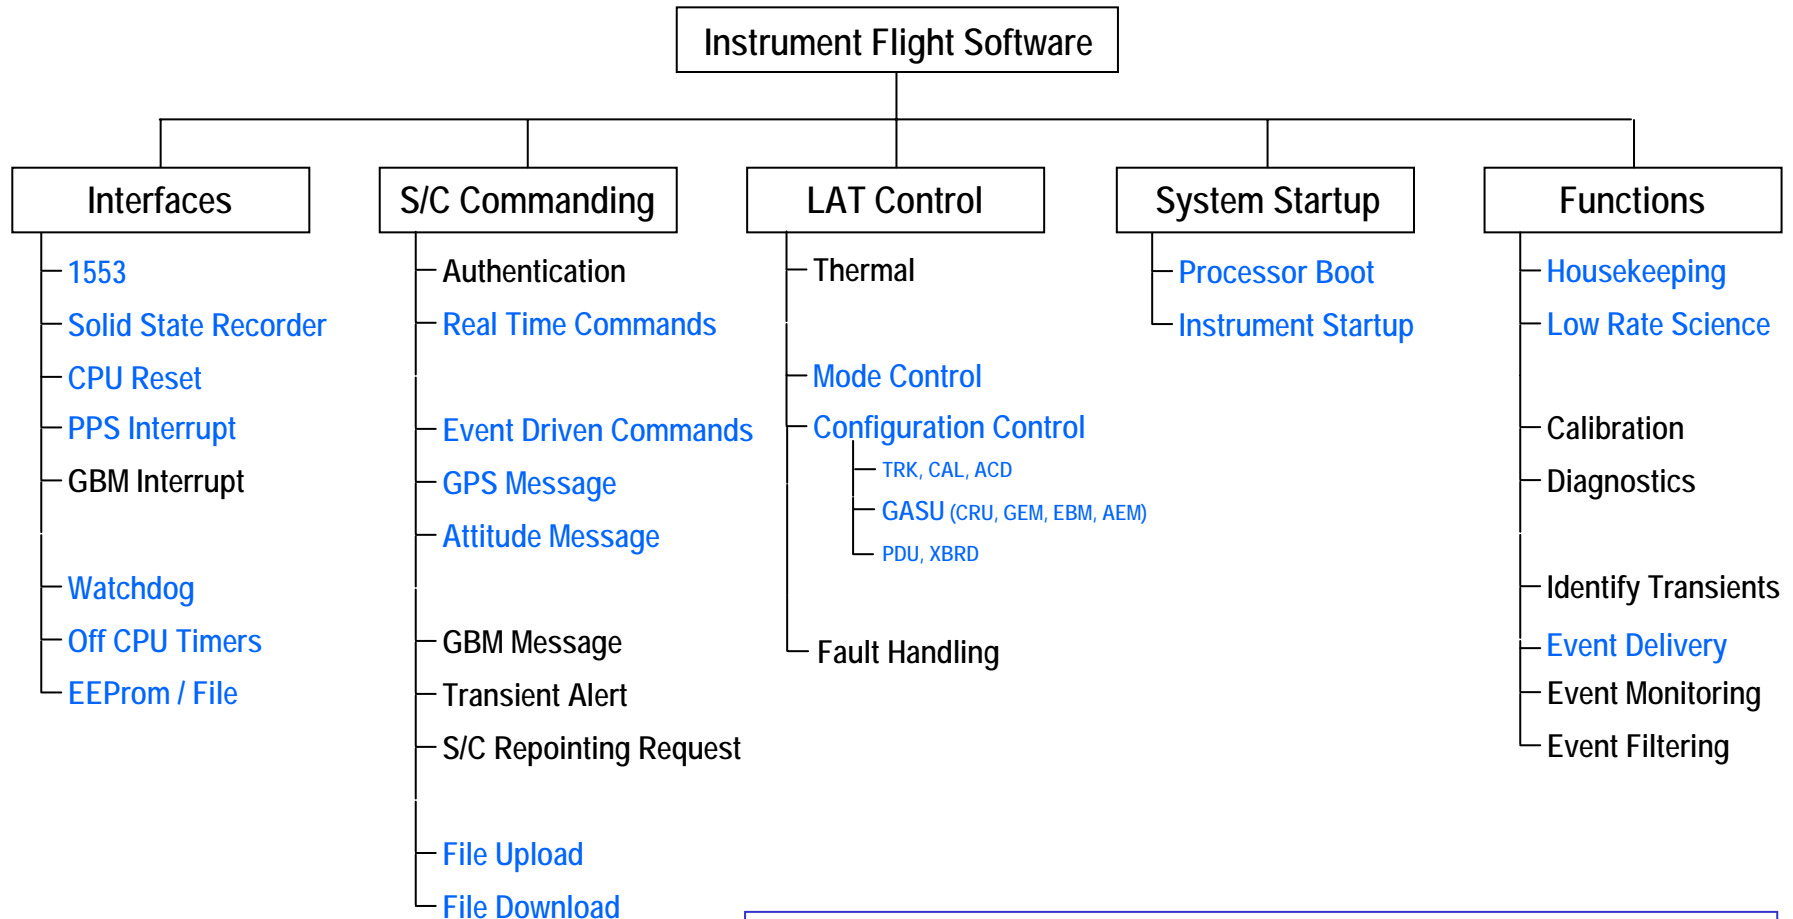 Instrument Flight Software
Interfaces
1553
Solid State Recorder
CPU Reset
PPS Interrupt
GBM Interrupt
Watchdog
Off CPU Timers
EEProm / File
S/C Commanding
Authentication
Real Time Commands
Event Driven Commands
GPS Message
Attitude Message
GBM Message
Transient Alert
S/C Repointing Request
File Upload
File Download
LAT Control
Thermal
Mode Control
Configuration Control
TRK, CAL, ACD
GASU (CRU, GEM, EBM, AEM)
PDU, XBRD
Fault Handling
System Startup
Processor Boot
Instrument Startup
Functions
Housekeeping
Low Rate Science
Calibration
Diagnostics
Identify Transients
Event Delivery
Event Monitoring
Event Filtering